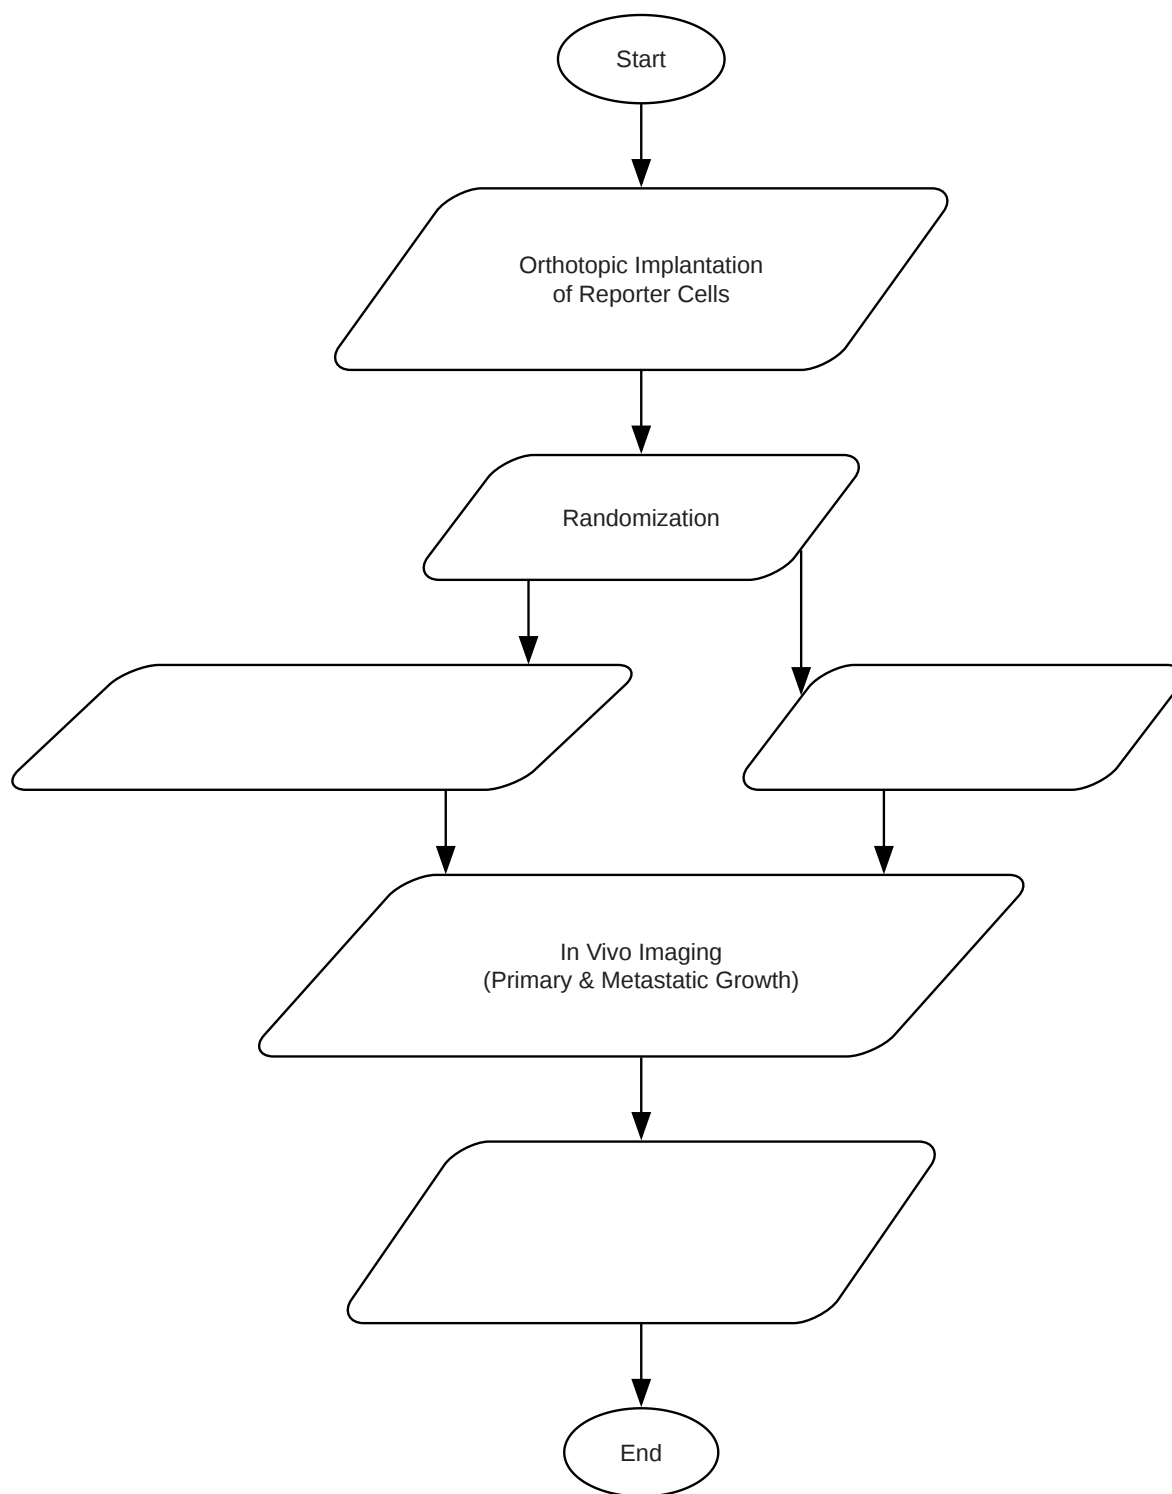 Start
Orthotopic Implantation
of Reporter Cells
Randomization
In Vivo Imaging
(Primary & Metastatic Growth)
End